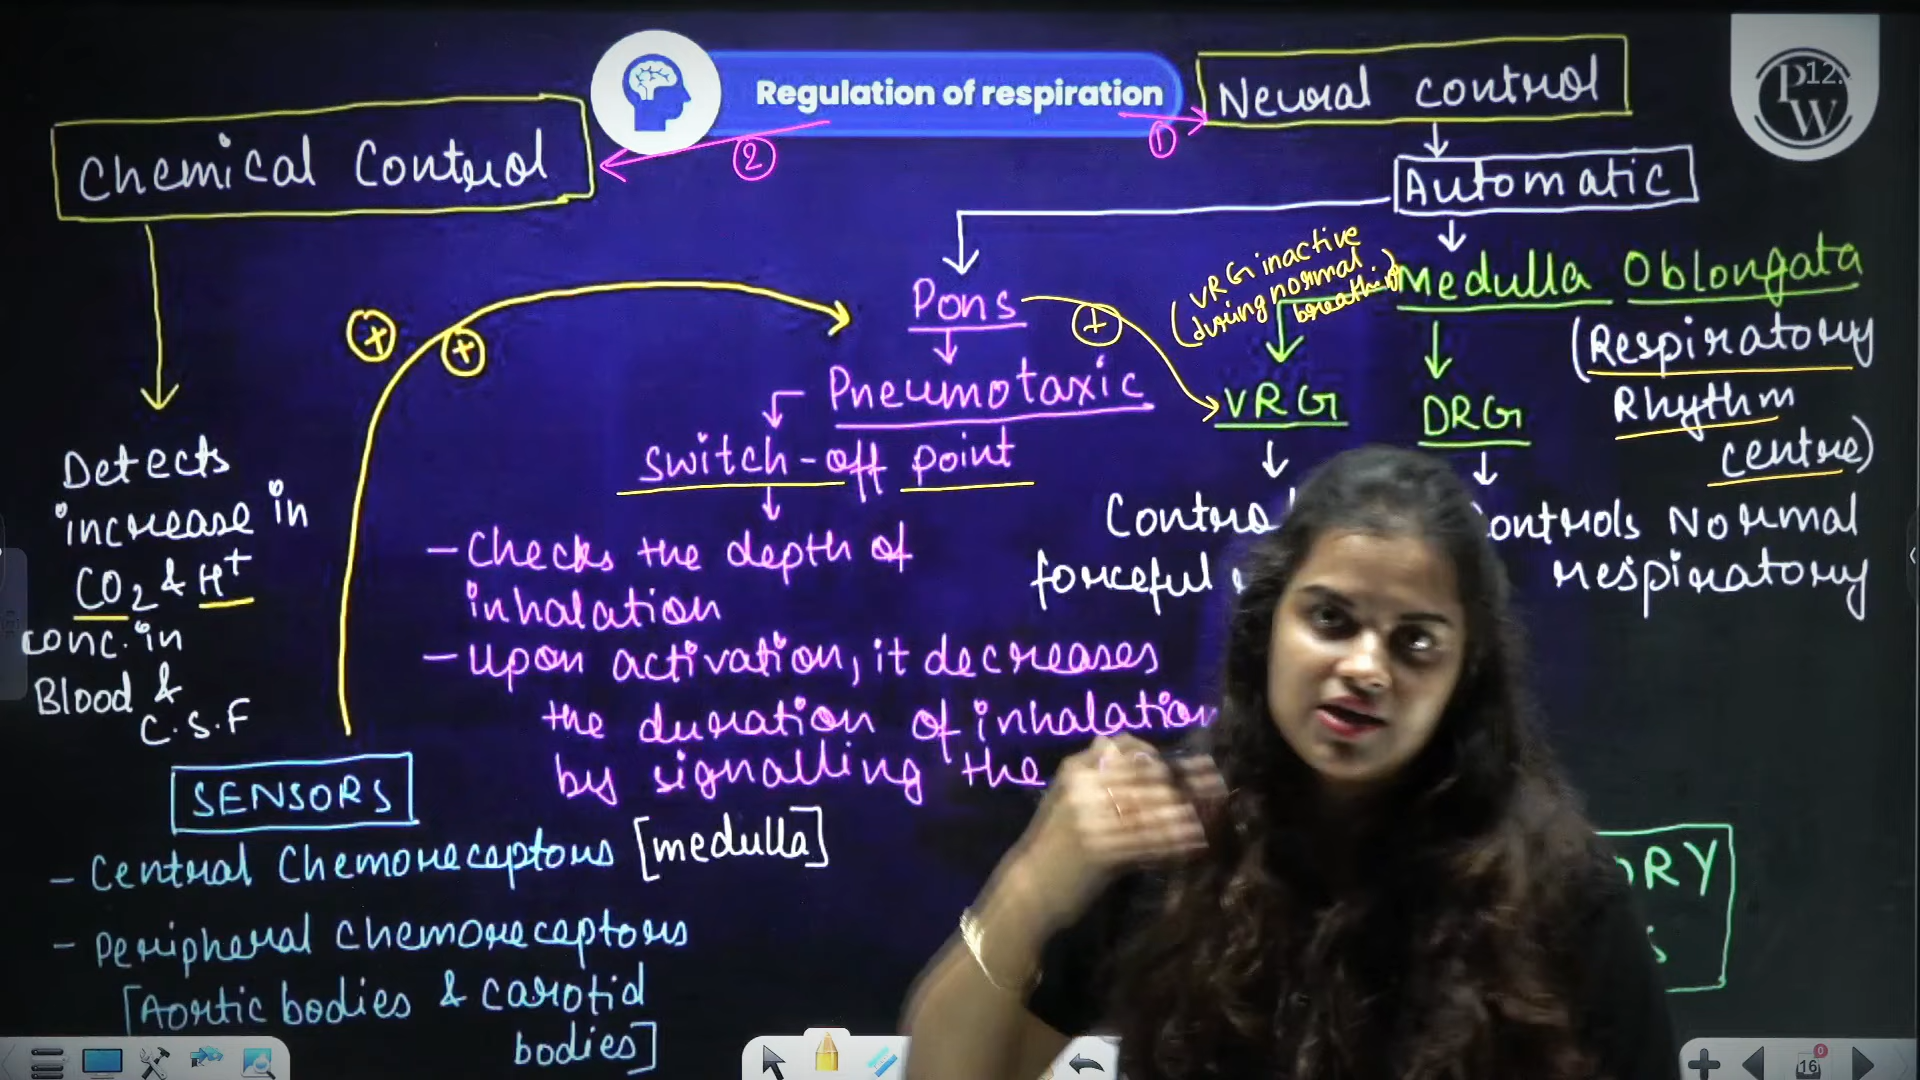 Regulation of respiration
Neural control
12.
PW
1
2
Chemical Control
Automatic
Pons
(VRG inactive
during normal
breathing)
Medulla Oblongata
(Respiratory
Rhythm
centre)
Pneumotaxic
VRG
DRG
switch-off point
- Checks the depth of
inhalation
- Upon activation, it decreases
the duration of inhalation
by signalling the
forceful
Normal
respiratory
Detects
increase in
CO2 & H+
conc. in
Blood &
C.S.F
SENSORS
- Central Chemoreceptors [medulla]
- Peripheral chemoreceptors
[Aortic bodies & carotid
bodies]
16
0